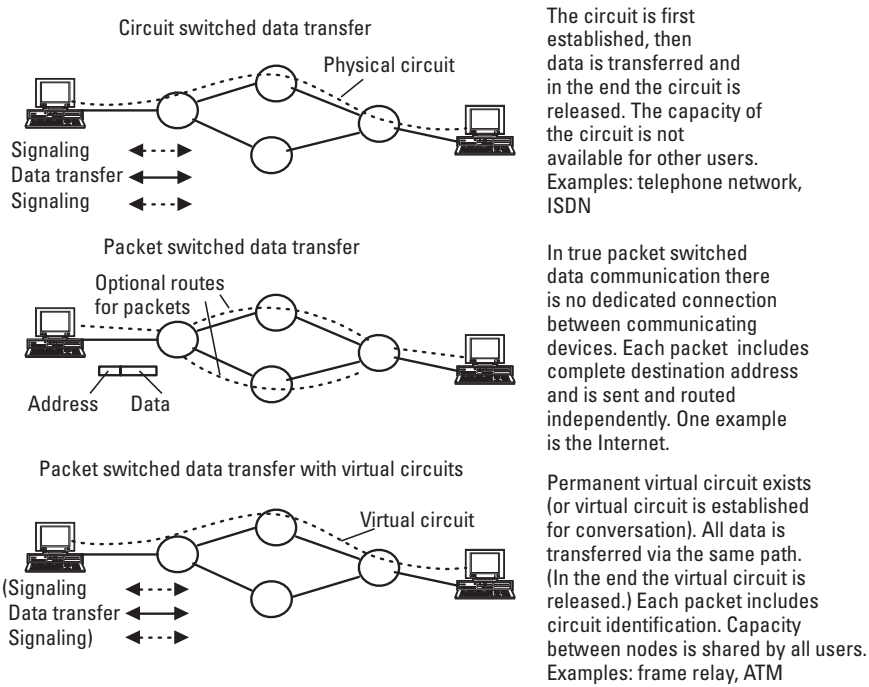 Circuit switched data transfer
Physical circuit
Signaling
Data transfer
Signaling
The circuit is first
established, then
data is transferred and
in the end the circuit is
released. The capacity of
the circuit is not
available for other users.
Examples: telephone network,
ISDN
Packet switched data transfer
Optional routes
for packets
Address Data
In true packet switched
data communication there
is no dedicated connection
between communicating
devices. Each packet includes
complete destination address
and is sent and routed
independently. One example
is the Internet.
Packet switched data transfer with virtual circuits
Virtual circuit
(Signaling
Data transfer
Signaling)
Permanent virtual circuit exists
(or virtual circuit is established
for conversation). All data is
transferred via the same path.
(In the end the virtual circuit is
released.) Each packet includes
circuit identification. Capacity
between nodes is shared by all users.
Examples: frame relay, ATM